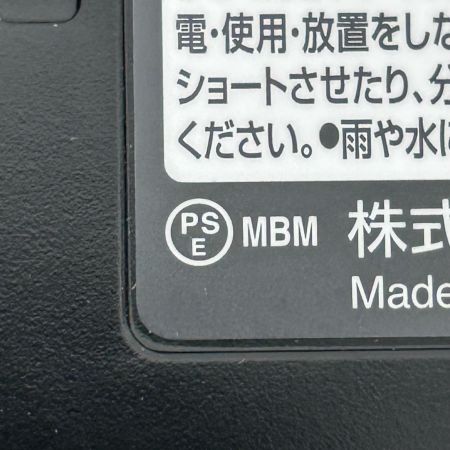 電・使用・放置をしな
ショートさせたり、分
ください。●雨や水に
PS
E
MBM 株式
Made